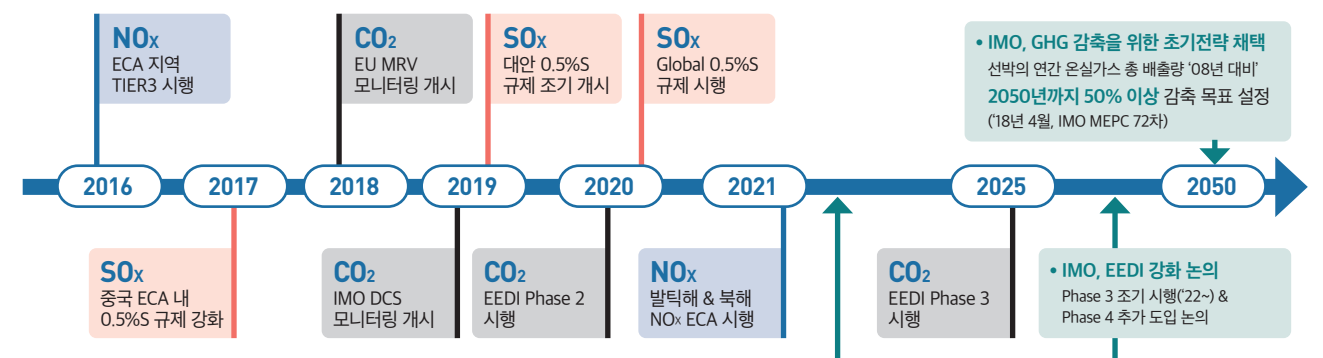 NOx
ECA 지역
TIER3 시행
CO2
EU MRV
모니터링 개시
SOx
대안 0.5%S
규제 조기 개시
SOx
Global 0.5%S
규제 시행
• IMO, GHG 감축을 위한 초기전략 채택
선박의 연간 온실가스 총 배출량 ‘08년 대비’
2050년까지 50% 이상 감축 목표 설정
(‘18년 4월, IMO MEPC 72차)
2016
2017
2018
2019
2020
2021
2025
2050
SOx
중국 ECA 내
0.5%S 규제 강화
CO2
IMO DCS
모니터링 개시
CO2
EEDI Phase 2
시행
NOx
발틱해 & 북해
NOx ECA 시행
CO2
EEDI Phase 3
시행
• IMO, EEDI 강화 논의
Phase 3 조기 시행(‘22~) &
Phase 4 추가 도입 논의